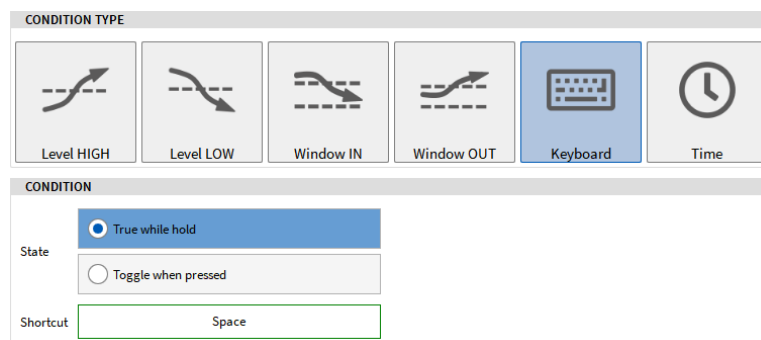 CONDITION TYPE
Level HIGH Level LOW Window IN Window OUT Keyboard Time
CONDITION
State
True while hold
Toggle when pressed
Shortcut Space